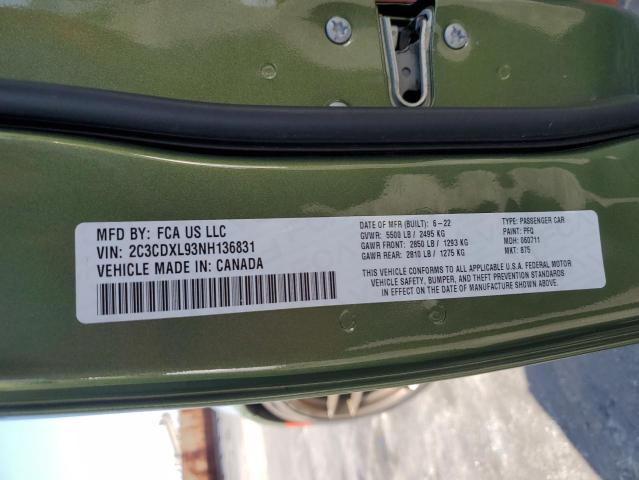 MFD BY: FCA US LLC
VIN: 2C3CDXL93NH136831
VEHICLE MADE IN: CANADA
DATE OF MFR (BUILT): 6-22
GVWR: 5500 LB / 2495 KG
GAWR FRONT: 2850 LB / 1293 KG
GAWR REAR: 2810 LB / 1275 KG
TYPE: PASSENGER CAR
PAINT: PFQ
MDH: 060711
MKT: 875
THIS VEHICLE CONFORMS TO ALL APPLICABLE U.S.A. FEDERAL MOTOR
VEHICLE SAFETY, BUMPER, AND THEFT PREVENTION STANDARDS
IN EFFECT ON THE DATE OF MANUFACTURE SHOWN ABOVE.